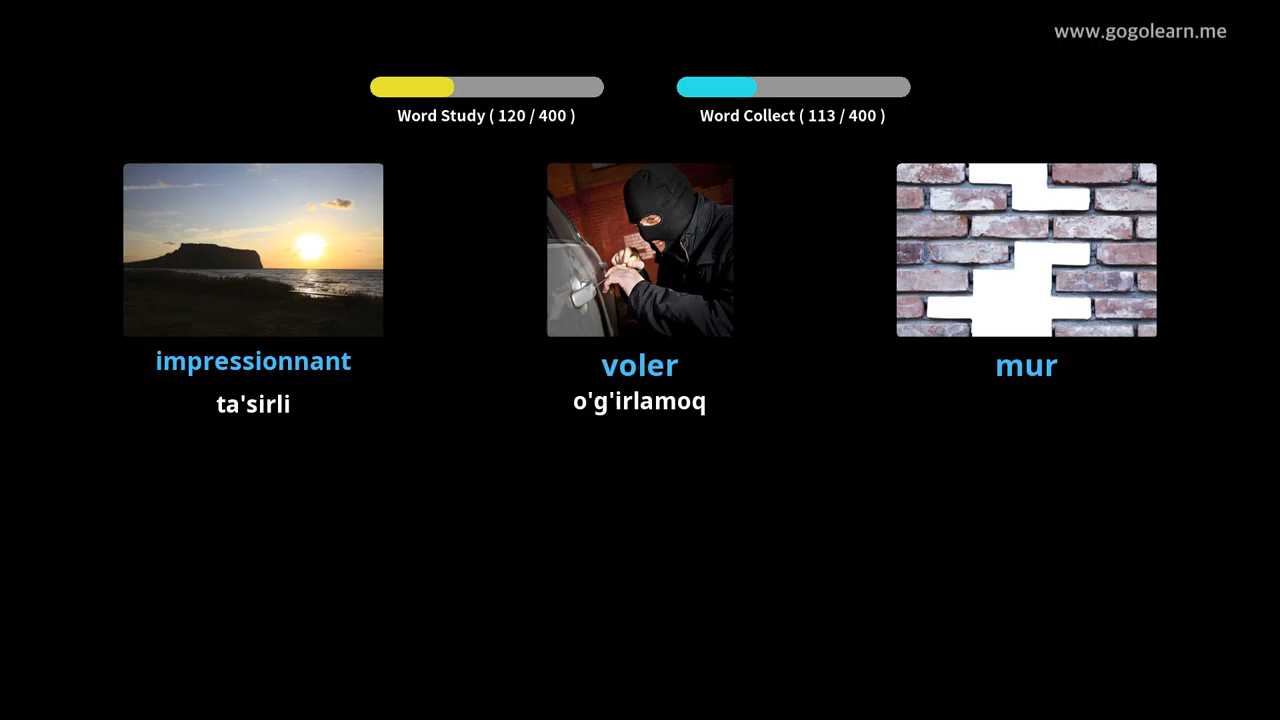 www.gogolearn.me
Word Study ( 120 / 400 )
Word Collect ( 113 / 400 )
impressionnant
voler
mur
ta'sirli
o'g'irlamoq